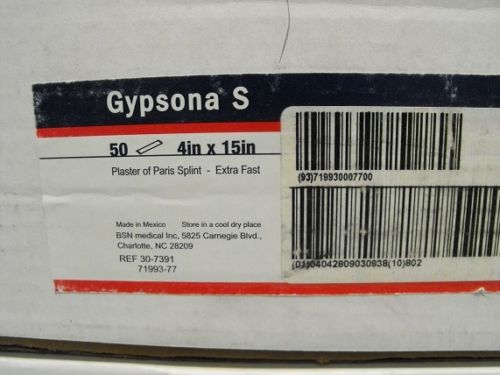 Gypsona S
50 4in x 15in
Plaster of Paris Splint - Extra Fast
Made in Mexico Store in a cool dry place
BSN medical Inc, 5825 Carnegie Blvd.,
Charlotte, NC 28209
REF 30-7391
71993-77
(93)719930007700
(01)04042809030938(10)802